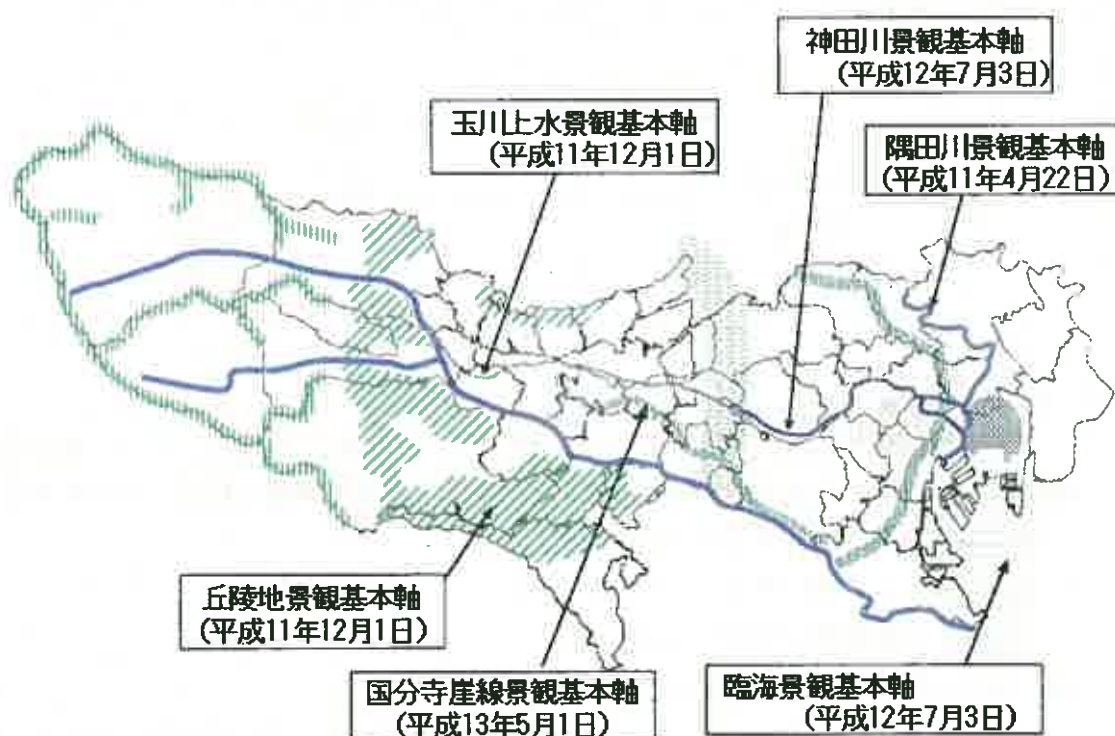 神田川景観基本軸
(平成12年7月3日)
玉川上水景観基本軸
(平成11年12月1日)
隅田川景観基本軸
(平成11年4月22日)
丘陵地景観基本軸
(平成11年12月1日)
国分寺崖線景観基本軸
(平成13年5月1日)
臨海景観基本軸
(平成12年7月3日)